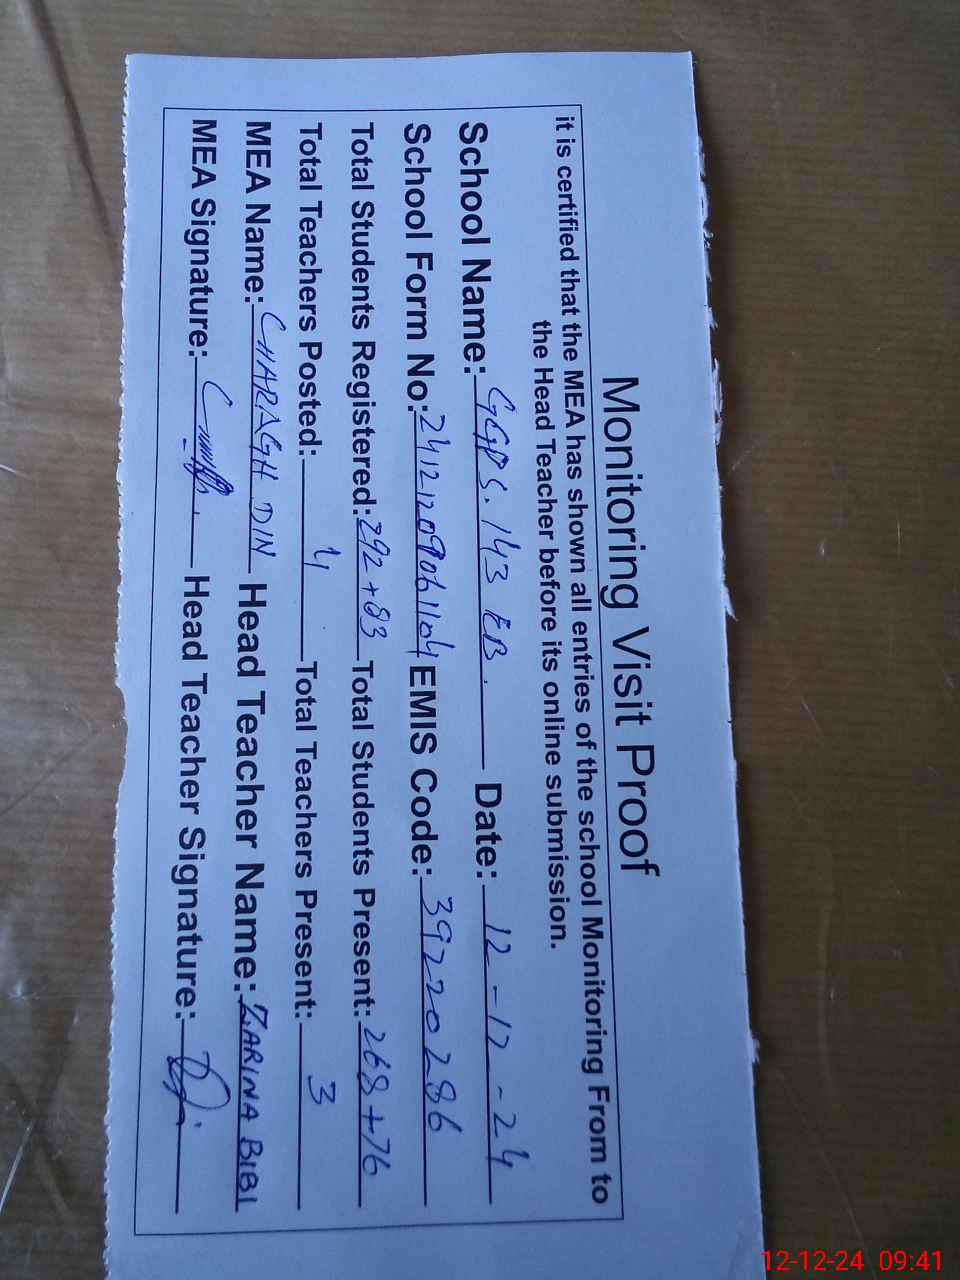 Monitoring Visit Proof
it is certified that the MEA has shown all entries of the school Monitoring From to
the Head Teacher before its online submission.
School Name: GGPS. 143 EB. Date: 12-12-24
School Form No: 24121209061104 EMIS Code: 39220286
Total Students Registered: 292+83 Total Students Present: 268+76
Total Teachers Posted: 4 Total Teachers Present: 3
MEA Name: CHARAGH DIN Head Teacher Name: ZARINA BIBI
MEA Signature: Head Teacher Signature:
12-12-24 09:41